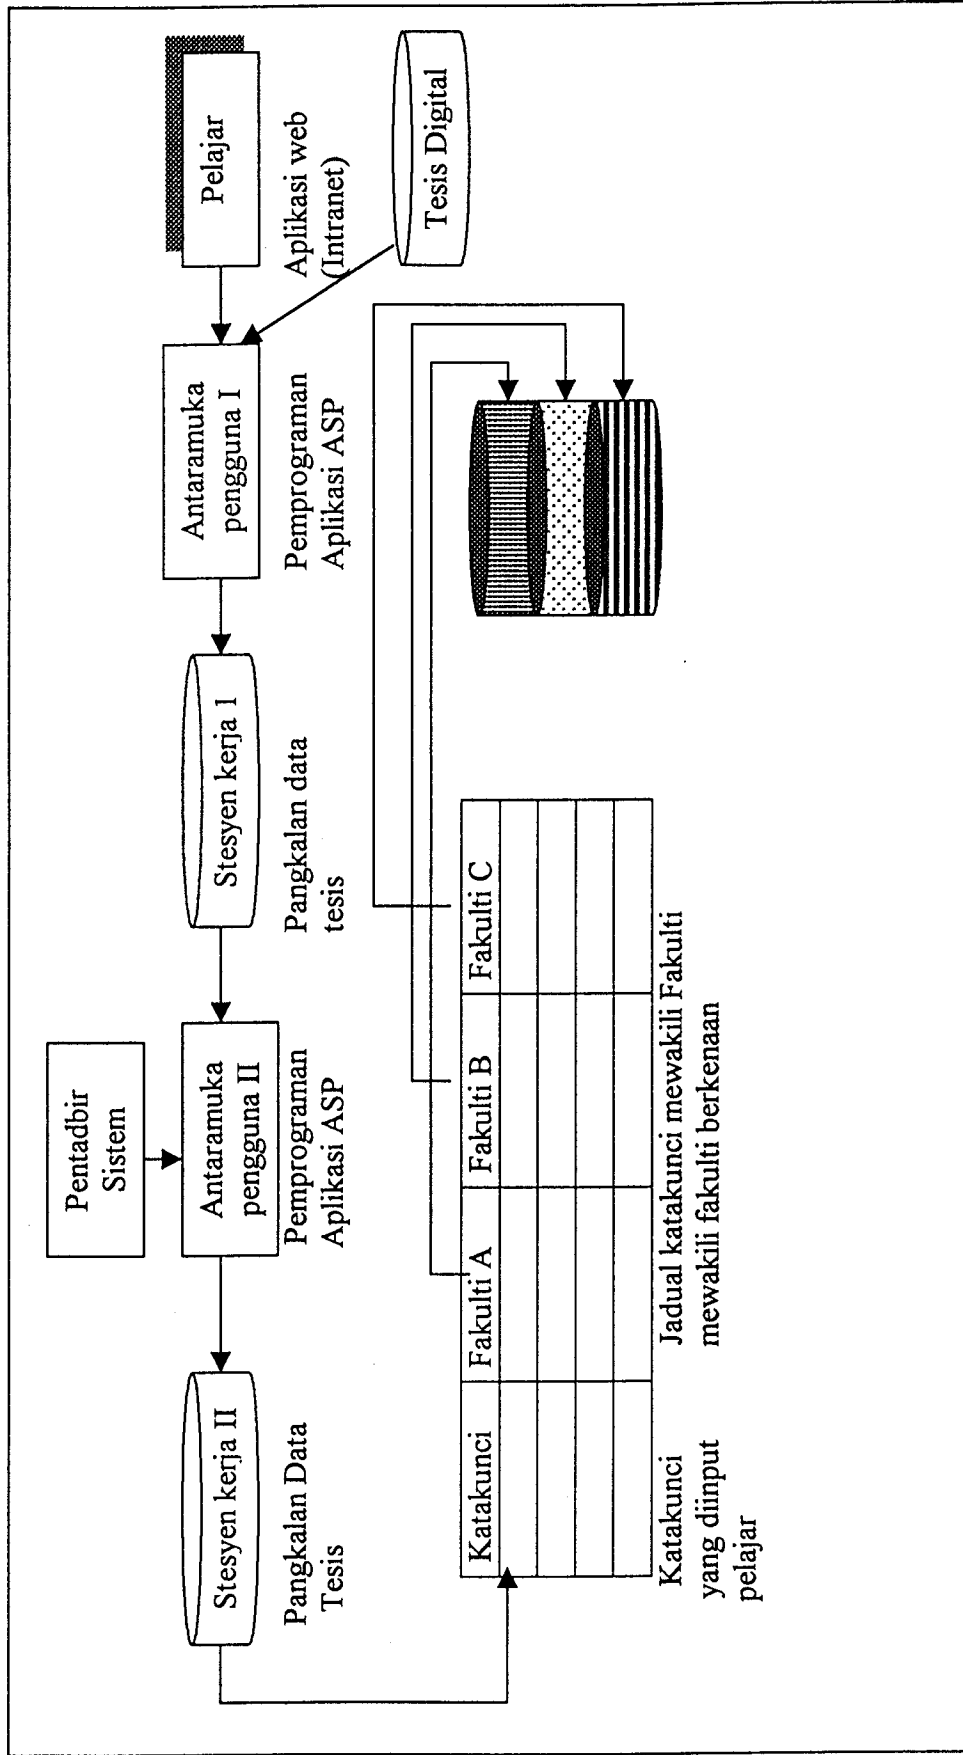 Pentadbir
Sistem
Stesyen kerja II
Antaramuka
pengguna II
Stesyen kerja 1
Antaramuka
pengguna I
Pelajar
Pangkalan Data
Tesis
Pemprograman
Aplikasi ASP
Pangkalan data
tesis
Pemprograman
Aplikasi ASP
Aplikasi web
(Intranet)
Tesis Digital
Katakunci
Fakulti A
Fakulti B
Fakulti C
Katakunci
yang diinput
pelajar
Jadual katakunci mewakili Fakulti
mewakili fakulti berkenaan